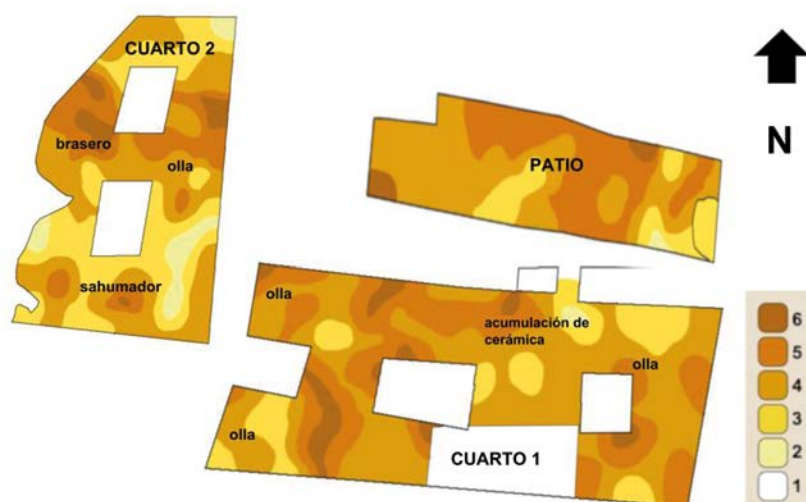 CUARTO 2
brasero
olla
sahumador
PATIO
N
olla
acumulación de
cerámica
olla
olla
CUARTO 1
6
5
4
3
2
1